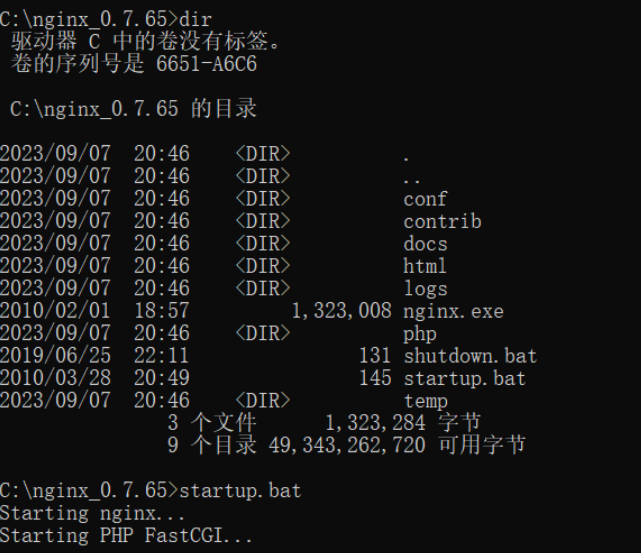 C:\nginx_0.7.65>dir
驱动器 C 中的卷没有标签。
卷的序列号是 6651-A6C6
C:\nginx_0.7.65 的目录
2023/09/07  20:46    <DIR>          .
2023/09/07  20:46    <DIR>          ..
2023/09/07  20:46    <DIR>          conf
2023/09/07  20:46    <DIR>          contrib
2023/09/07  20:46    <DIR>          docs
2023/09/07  20:46    <DIR>          html
2023/09/07  20:46    <DIR>          logs
2010/02/01  18:57         1,323,008 nginx.exe
2023/09/07  20:46    <DIR>          php
2019/06/25  22:11               131 shutdown.bat
2010/03/28  20:49               145 startup.bat
2023/09/07  20:46    <DIR>          temp
3 个文件      1,323,284 字节
9 个目录 49,343,262,720 可用字节
C:\nginx_0.7.65>startup.bat
Starting nginx...
Starting PHP FastCGI...